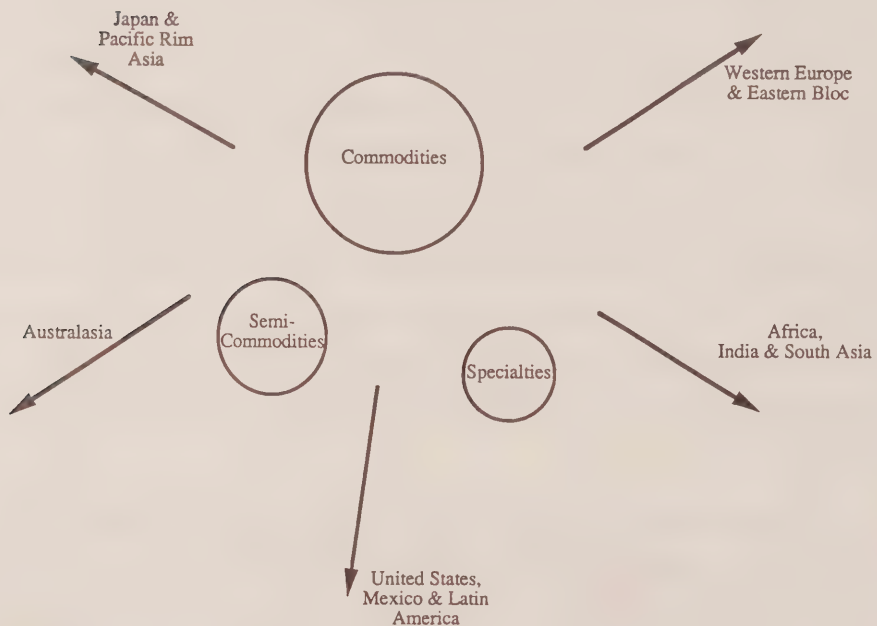 Japan &
Pacific Rim
Asia
Western Europe
& Eastern Bloc
Commodities
Australasia
Semi-
Commodities
Specialties
Africa,
India & South Asia
United States,
Mexico & Latin
America